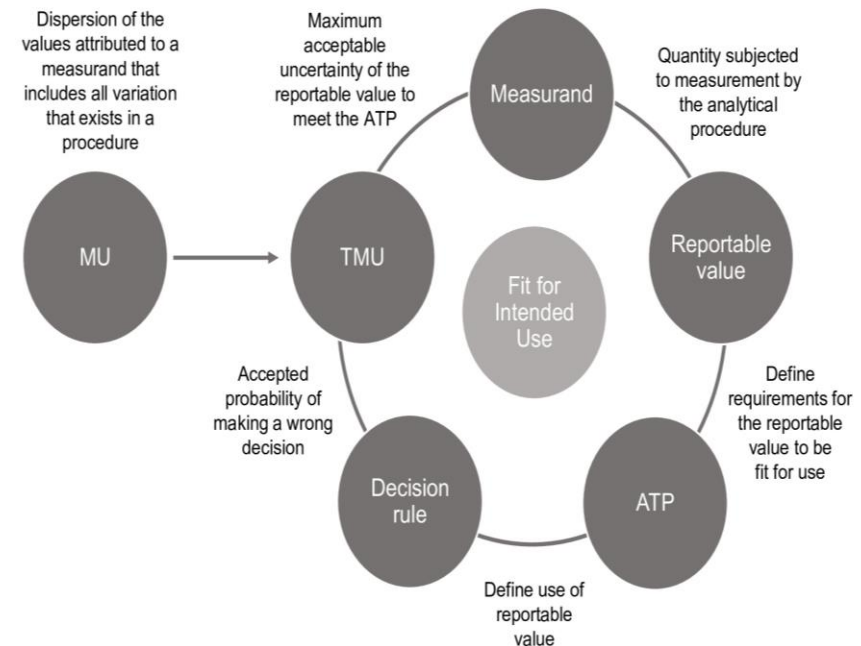 Dispersion of the
values attributed to a
measurand that
includes all variation
that exists in a
procedure
Maximum
acceptable
uncertainty of the
reportable value to
meet the ATP
Measurand
Quantity subjected
to measurement by
the analytical
procedure
MU
TMU
Reportable
value
Fit for
Intended
Use
Accepted
probability of
making a wrong
decision
Define
requirements for
the reportable
value to be
fit for use
Decision
rule
ATP
Define use of
reportable
value